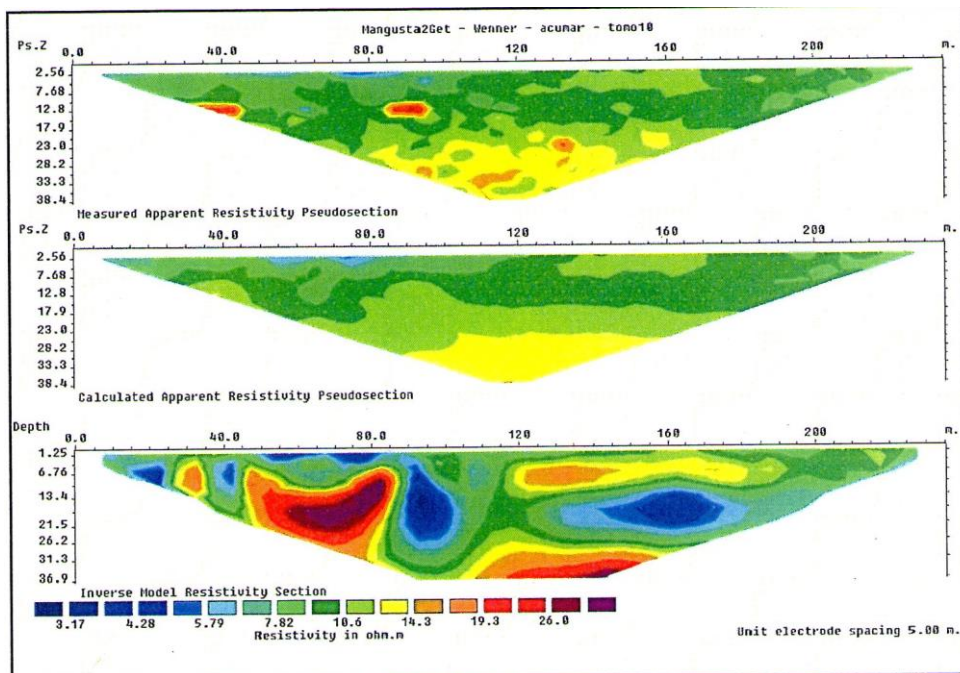 Mangusta2Get - Wenner - acumar - tomo10
Ps.Z 0.0 40.0 80.0 120 160 200 m.
2.56
7.68
12.8
17.9
23.0
28.2
33.3
38.4
Measured Apparent Resistivity Pseudosection
Ps.Z 0.0 40.0 80.0 120 160 200 m.
2.56
7.68
12.8
17.9
23.0
28.2
33.3
38.4
Calculated Apparent Resistivity Pseudosection
Depth 0.0 40.0 80.0 120 160 200 m.
1.25
6.76
13.4
21.5
26.2
31.3
36.9
Inverse Model Resistivity Section
3.17 4.28 5.79 7.82 10.6 14.3 19.3 26.0
Resistivity in ohm.m
Unit electrode spacing 5.00 m.